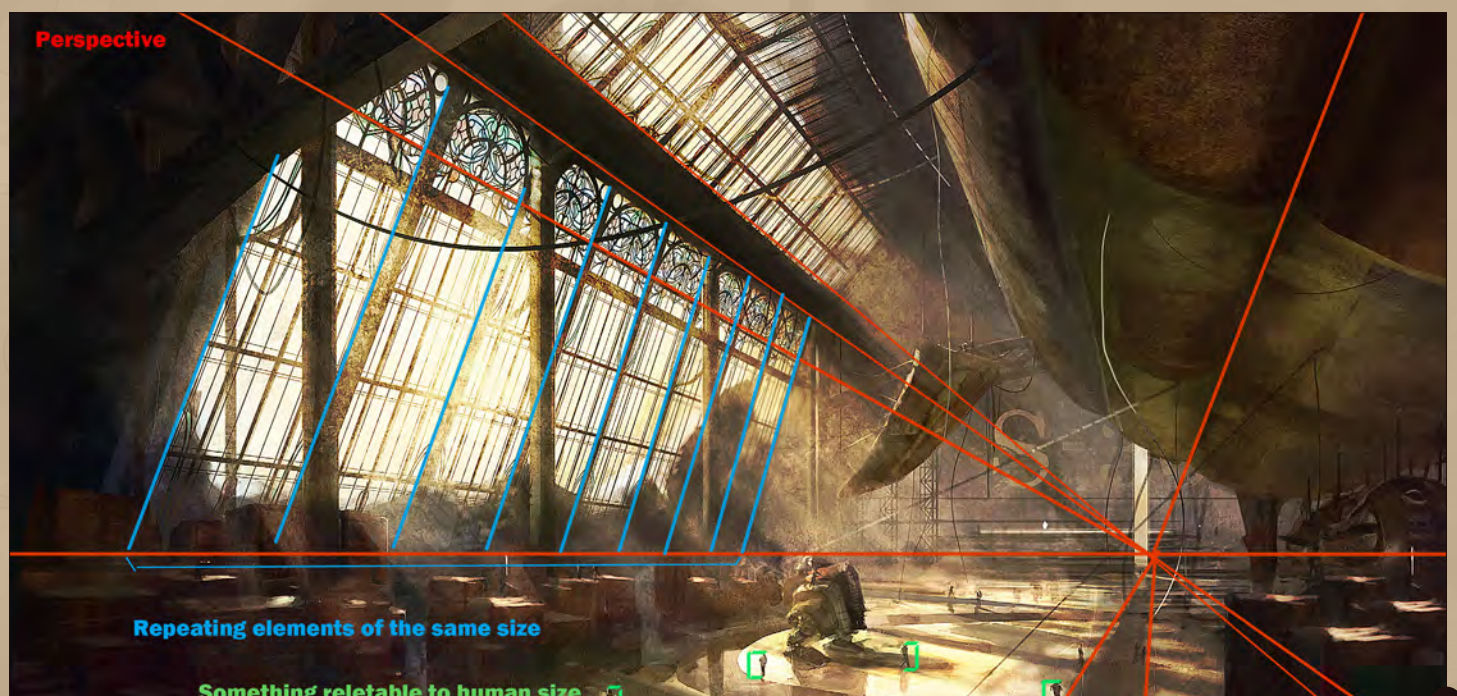 Perspective
S
Repeating elements of the same size
Something reletable to human size